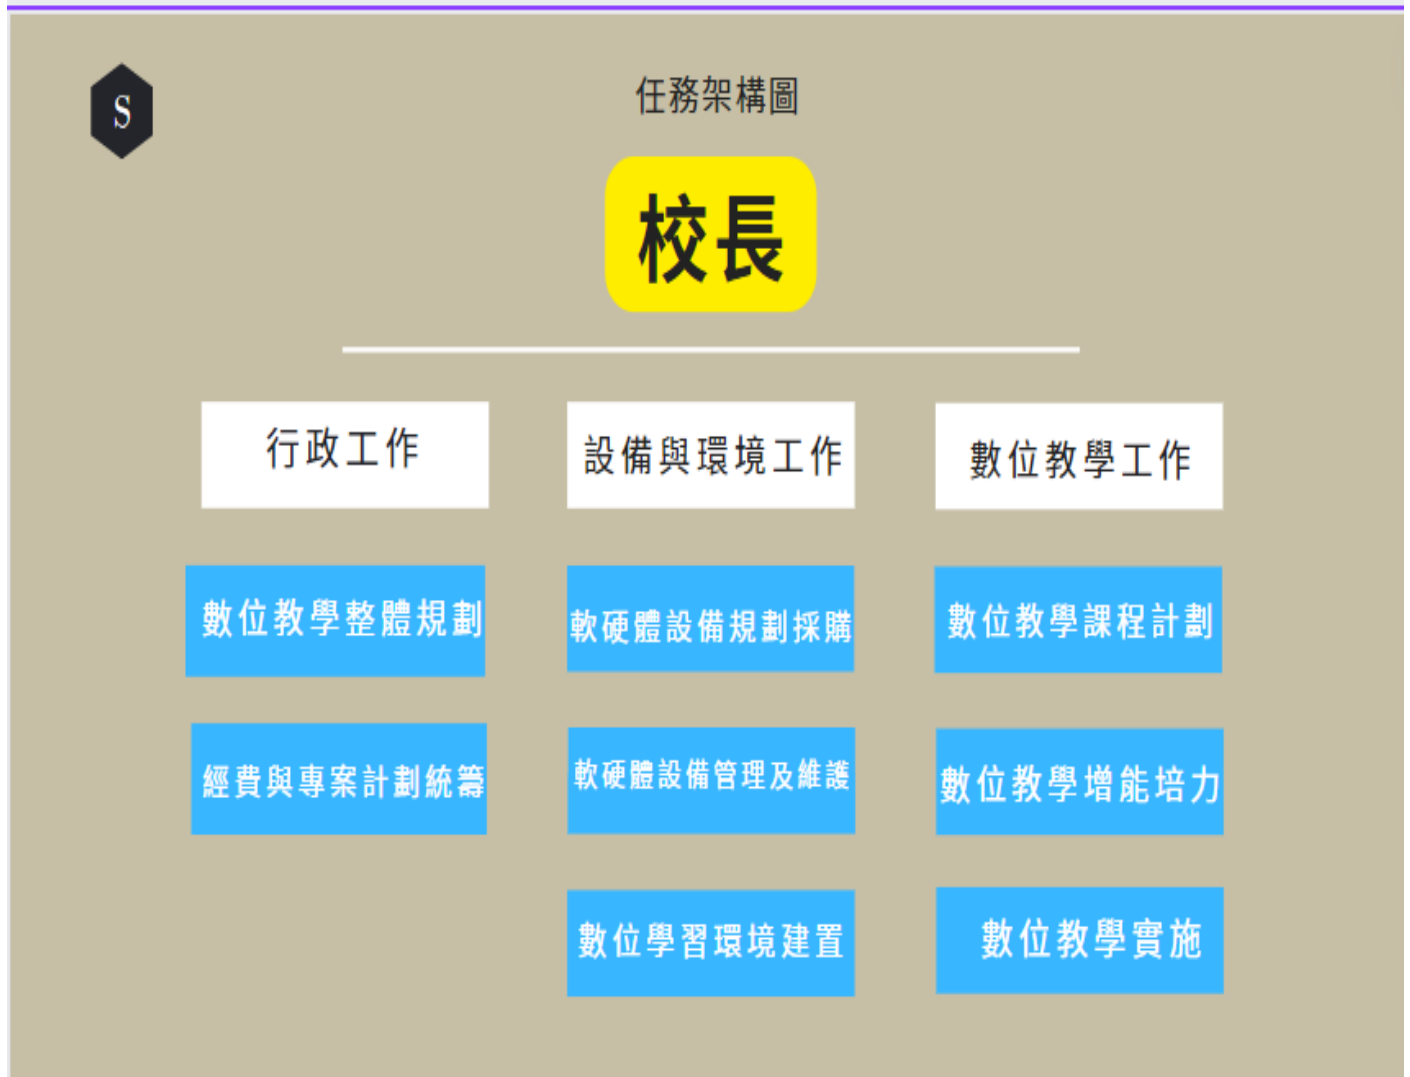 S
任務架構圖
校長
行政工作
設備與環境工作
數位教學工作
數位教學整體規劃
軟硬體設備規劃採購
數位教學課程計劃
經費與專案計劃統籌
軟硬體設備管理及維護
數位教學增能培力
數位學習環境建置
數位教學實施